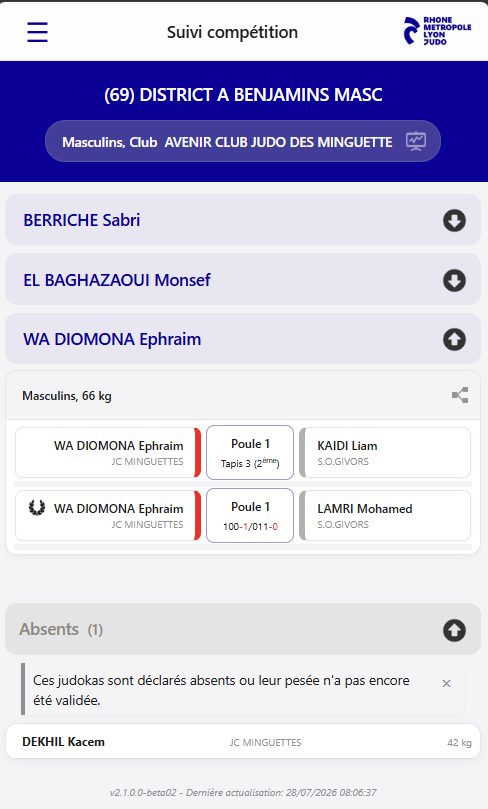 Suivi compétition
RHONE
METROPOLE
LYON
JUDO
(69) DISTRICT A BENJAMINS MASC
Masculins, Club AVENIR CLUB JUDO DES MINGUETTE
BERRICHE Sabri
EL BAGHAZAOUI Monsef
WA DIOMONA Ephraim
Masculins, 66 kg
WA DIOMONA Ephraim
JC MINGUETTES
Poule 1
Tapis 3 (2ème)
KAIDI Liam
S.O.GIVORS
WA DIOMONA Ephraim
JC MINGUETTES
Poule 1
100-1/011-0
LAMRI Mohamed
S.O.GIVORS
Absents (1)
Ces judokas sont déclarés absents ou leur pesée n'a pas encore
été validée.
×
DEKHIL Kacem JC MINGUETTES 42 kg
v2.1.0.0-beta02 - Dernière actualisation: 28/07/2026 08:06:37